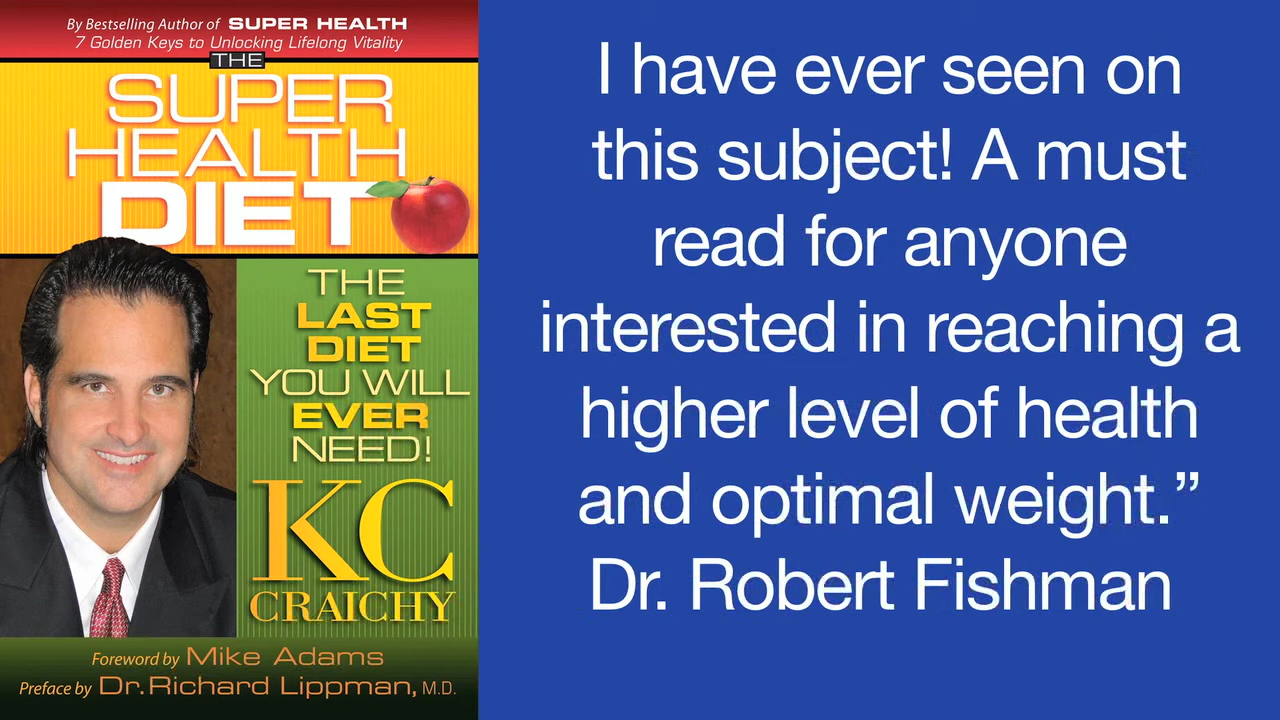 By Bestselling Author of SUPER HEALTH
7 Golden Keys to Unlocking Lifelong Vitality
THE
SUPER
HEALTH
DIET
THE
LAST
DIET
YOU WILL
EVER
NEED!
KC
CRAICHY
Foreword by Mike Adams
Preface by Dr. Richard Lippman, M.D.
I have ever seen on
this subject! A must
read for anyone
interested in reaching a
higher level of health
and optimal weight.”
Dr. Robert Fishman